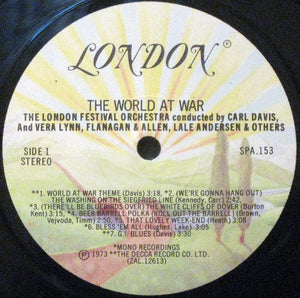 LONDON®
THE WORLD AT WAR
THE LONDON FESTIVAL ORCHESTRA conducted by CARL DAVIS,
And VERA LYNN, FLANAGAN & ALLEN, LALE ANDERSEN & OTHERS
SIDE 1
STEREO
SPA.153
**1. WORLD AT WAR THEME (Davis) 3:18, *2. (WE'RE GONNA HANG OUT)
THE WASHING ON THE SIEGFRIED LINE (Kennedy, Carr) 2:42,
*3. (THERE'LL BE BLUEBIRDS OVER) THE WHITE CLIFFS OF DOVER (Burton
Kent) 3:15, *4. BEER BARRELL POLKA (ROLL OUT THE BARRELL) (Brown,
Vejvoda, Timm) 2:50, *5. THAT LOVELY WEEK-END (Heath) 3:08,
*6. BLESS 'EM ALL (Hughes, Lake) 3:05
**7. G.I. BLUES (Davis) 3:30
*MONO RECORDINGS
Ⓟ 1973 **THE DECCA RECORD CO. LTD.
(ZAL.12613)